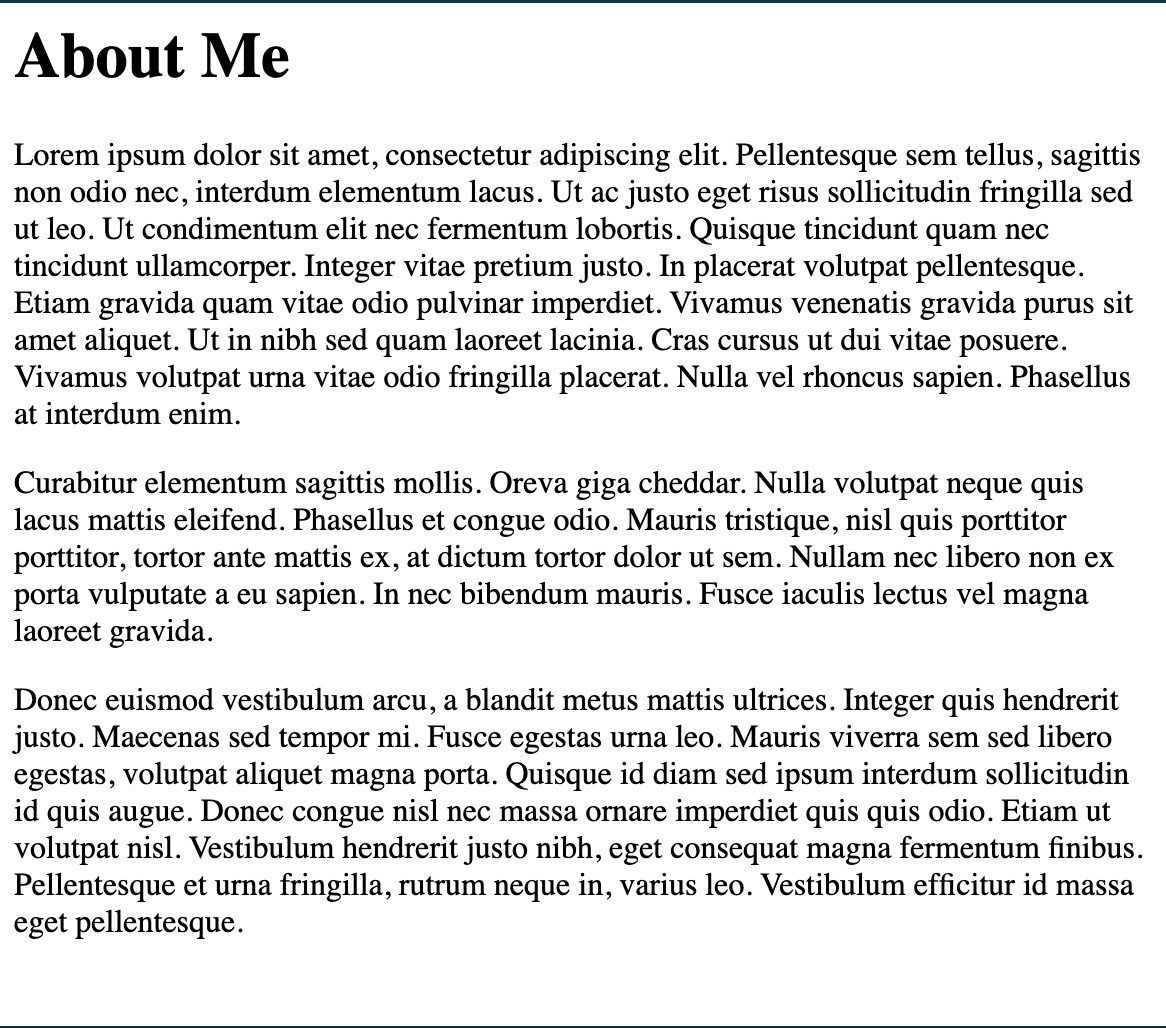 About Me
Lorem ipsum dolor sit amet, consectetur adipiscing elit. Pellentesque sem tellus, sagittis
non odio nec, interdum elementum lacus. Ut ac justo eget risus sollicitudin fringilla sed
ut leo. Ut condimentum elit nec fermentum lobortis. Quisque tincidunt quam nec
tincidunt ullamcorper. Integer vitae pretium justo. In placerat volutpat pellentesque.
Etiam gravida quam vitae odio pulvinar imperdiet. Vivamus venenatis gravida purus sit
amet aliquet. Ut in nibh sed quam laoreet lacinia. Cras cursus ut dui vitae posuere.
Vivamus volutpat urna vitae odio fringilla placerat. Nulla vel rhoncus sapien. Phasellus
at interdum enim.
Curabitur elementum sagittis mollis. Oreva giga cheddar. Nulla volutpat neque quis
lacus mattis eleifend. Phasellus et congue odio. Mauris tristique, nisl quis porttitor
porttitor, tortor ante mattis ex, at dictum tortor dolor ut sem. Nullam nec libero non ex
porta vulputate a eu sapien. In nec bibendum mauris. Fusce iaculis lectus vel magna
laoreet gravida.
Donec euismod vestibulum arcu, a blandit metus mattis ultrices. Integer quis hendrerit
justo. Maecenas sed tempor mi. Fusce egestas urna leo. Mauris viverra sem sed libero
egestas, volutpat aliquet magna porta. Quisque id diam sed ipsum interdum sollicitudin
id quis augue. Donec congue nisl nec massa ornare imperdiet quis quis odio. Etiam ut
volutpat nisl. Vestibulum hendrerit justo nibh, eget consequat magna fermentum finibus.
Pellentesque et urna fringilla, rutrum neque in, varius leo. Vestibulum efficitur id massa
eget pellentesque.